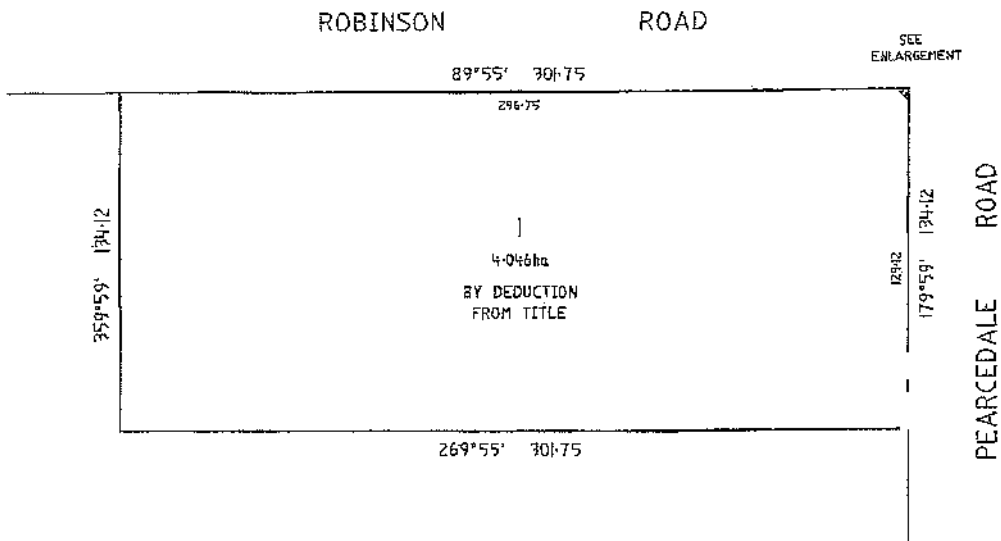 ROBINSON ROAD
SEE
ENLARGEMENT
89°55' 301·75
296·75
359°59' 134·12
1
4·046ha
BY DEDUCTION
FROM TITLE
129·12
179°59' 134·12
PEARCEDALE ROAD
269°55' 301·75